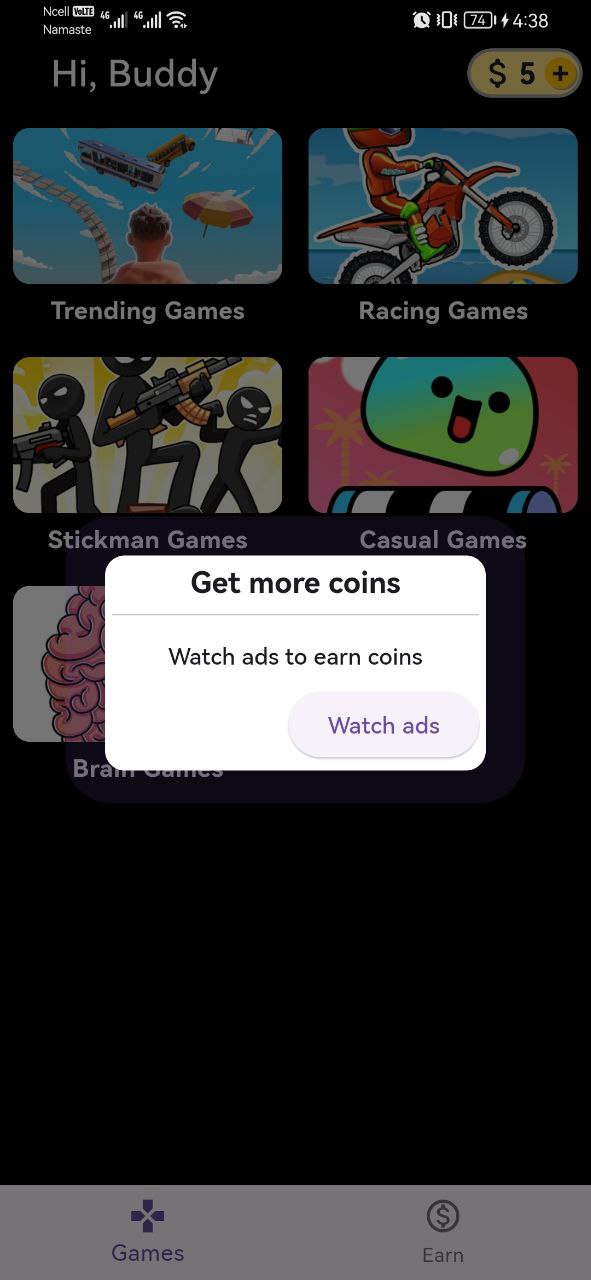 Ncell VoLTE
Namaste
4G 4G 74 4:38
Hi, Buddy
$ 5 +
Trending Games
Racing Games
Stickman Games
Casual Games
Get more coins
Watch ads to earn coins
Watch ads
Brain Games
Games
Earn